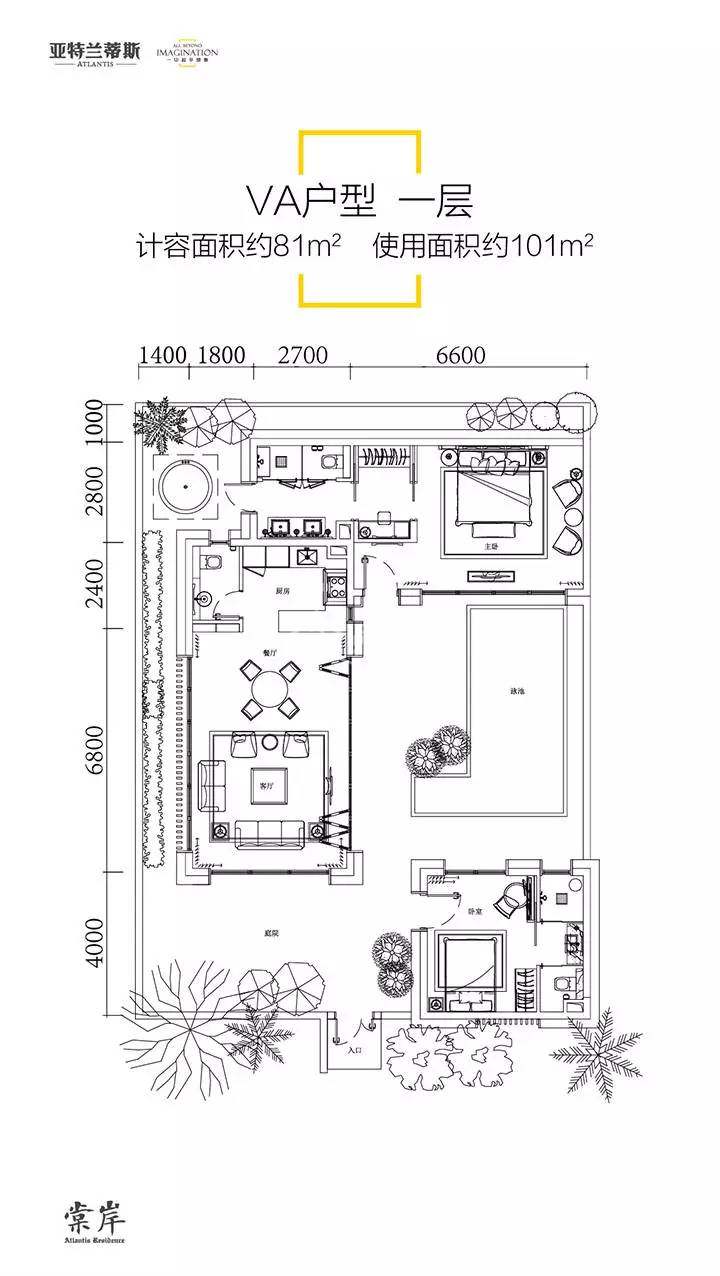 亚特兰蒂斯
ATLANTIS
ALL BEYOND
IMAGINATION
一切超乎想象
VA户型 一层
计容面积约81m² 使用面积约101m²
1400 1800 2700 6600
1000
2800
2400
6800
4000
主卧
厨房
餐厅
泳池
客厅
卧室
庭院
入口
棠岸
Atlantis Residence